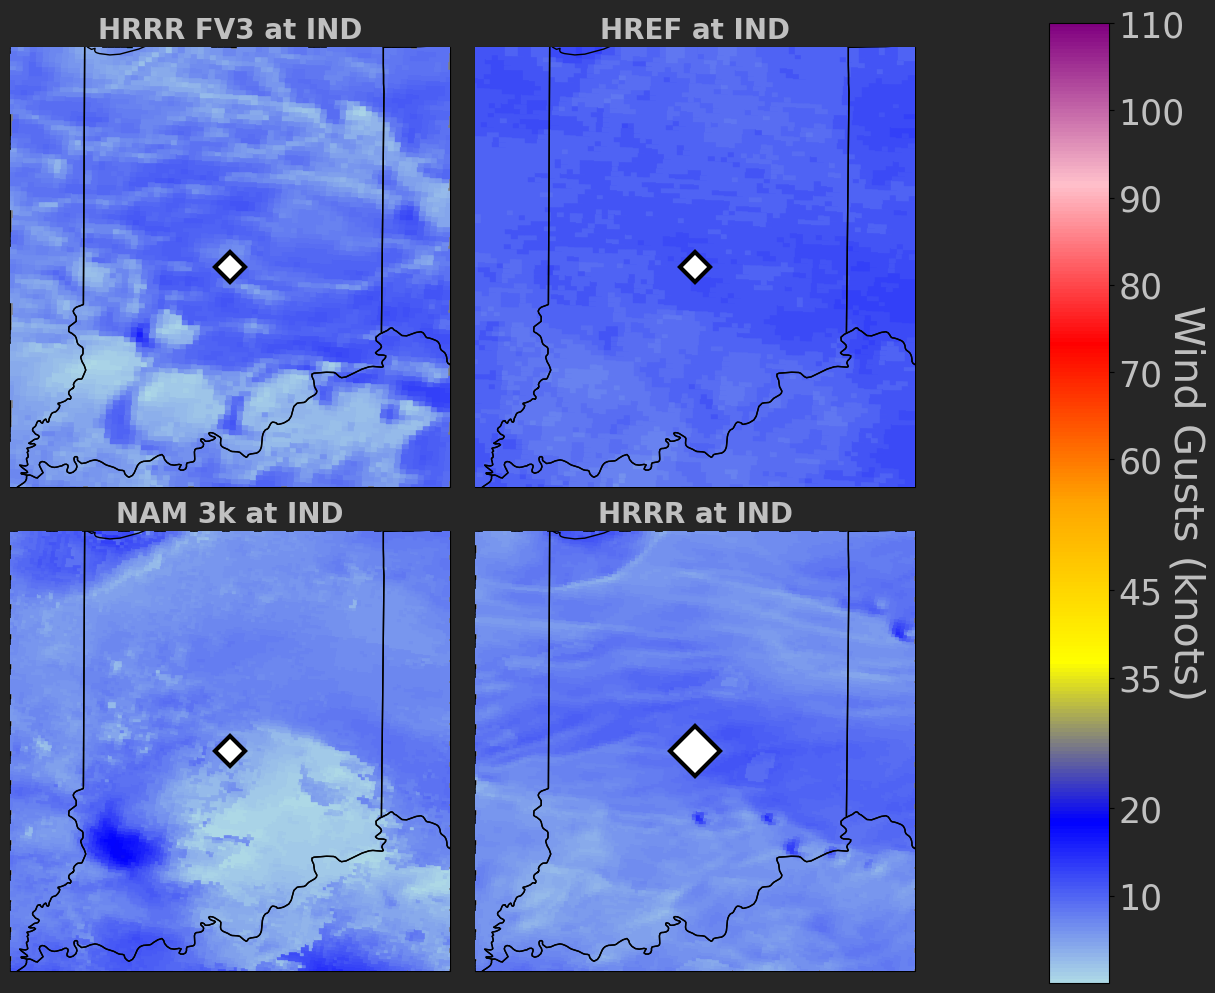 HRRR FV3 at IND
HREF at IND
NAM 3k at IND
HRRR at IND
110
100
90
80
70
60
45
35
20
10
Wind Gusts (knots)